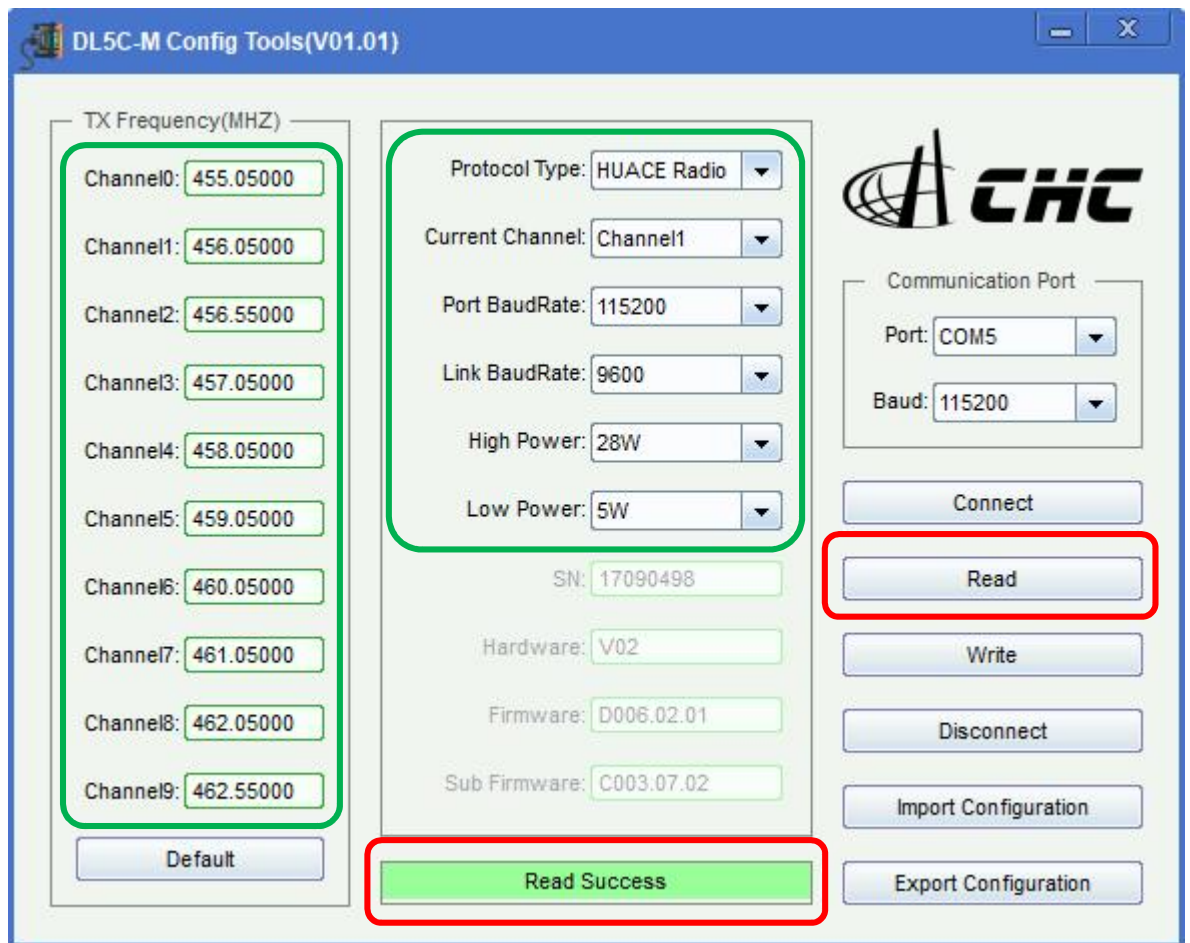 DL5C-M Config Tools(V01.01)
TX Frequency(MHZ)
Channel0: 455.05000
Channel1: 456.05000
Channel2: 456.55000
Channel3: 457.05000
Channel4: 458.05000
Channel5: 459.05000
Channel6: 460.05000
Channel7: 461.05000
Channel8: 462.05000
Channel9: 462.55000
Default
Protocol Type: HUACE Radio
Current Channel: Channel1
Port BaudRate: 115200
Link BaudRate: 9600
High Power: 28W
Low Power: 5W
SN: 17090498
Hardware: V02
Firmware: D006.02.01
Sub Firmware: C003.07.02
Read Success
CHC
Communication Port
Port: COM5
Baud: 115200
Connect
Read
Write
Disconnect
Import Configuration
Export Configuration